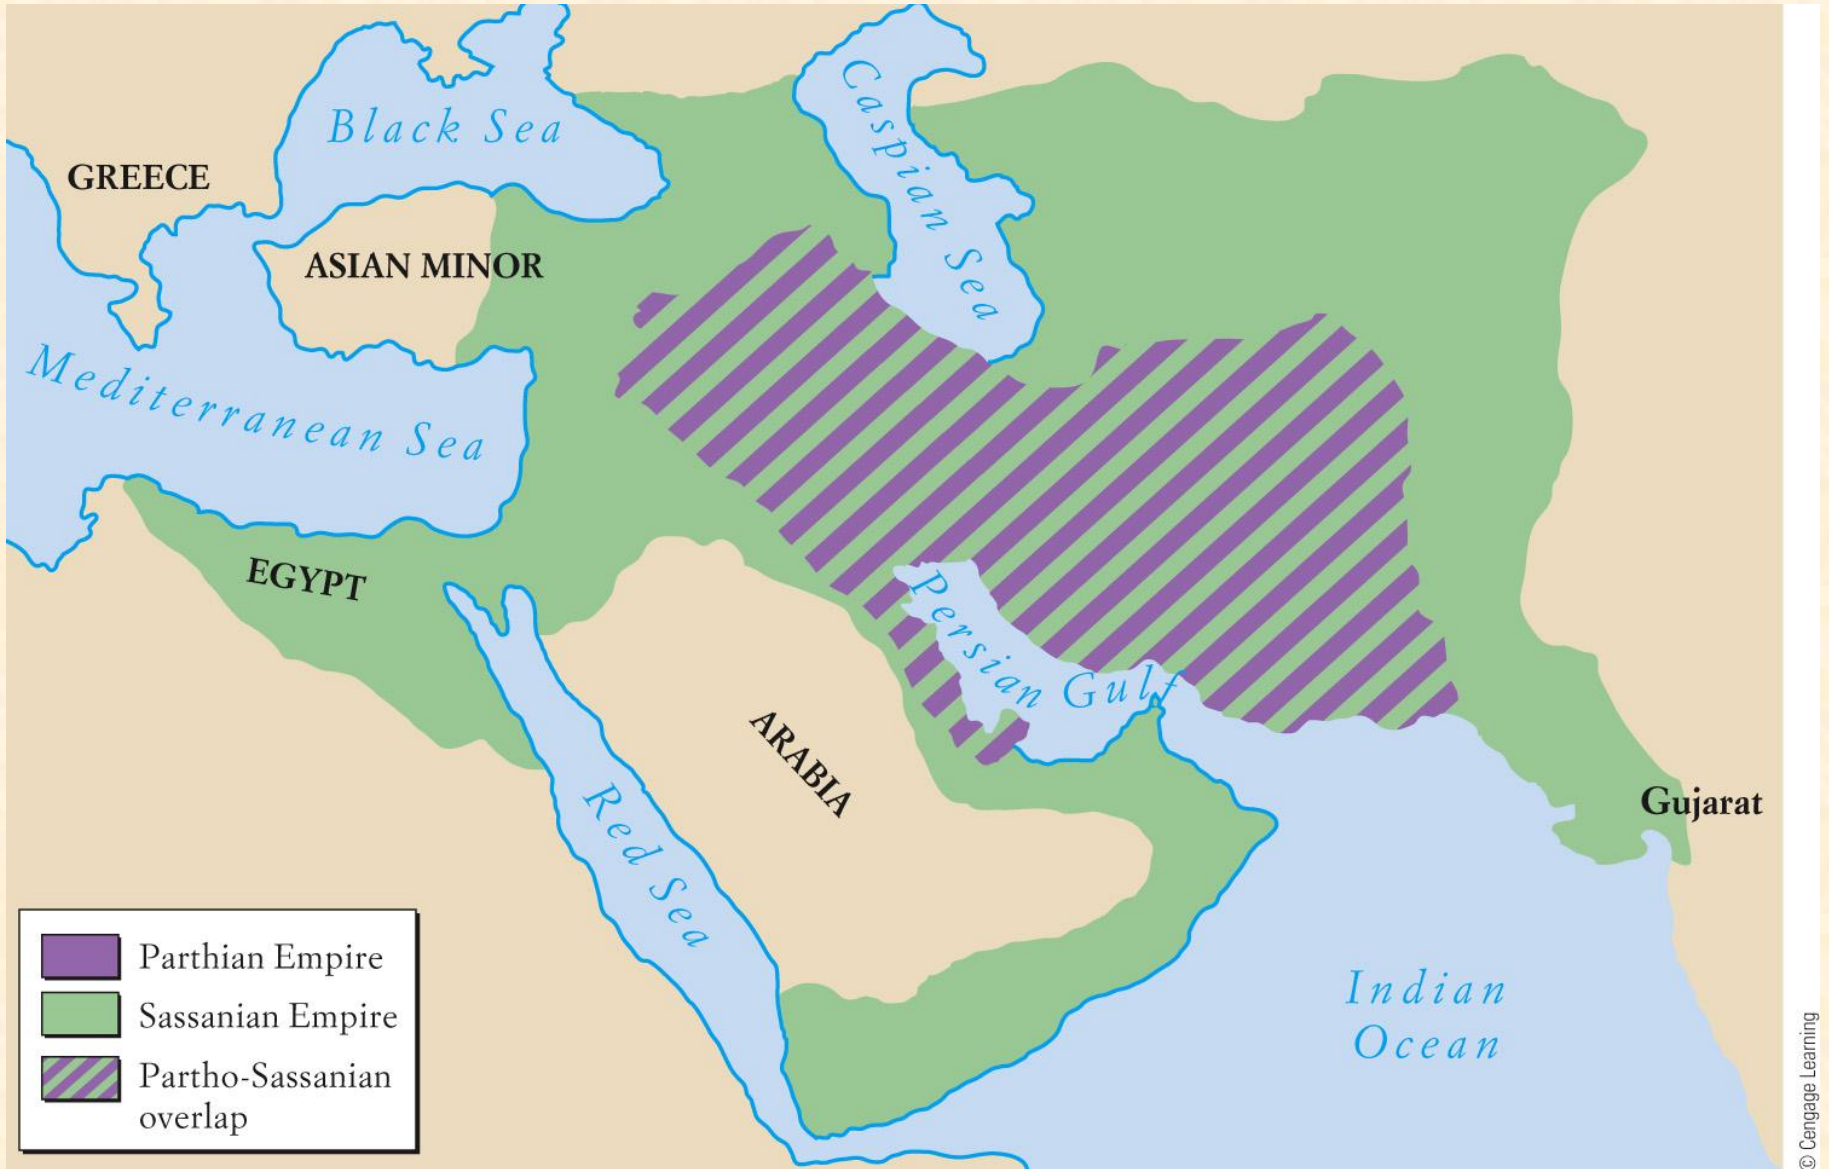 Black Sea
Caspian Sea
GREECE
ASIAN MINOR
Mediterranean Sea
EGYPT
Persian Gulf
ARABIA
Red Sea
Gujarat
Indian
Ocean
Parthian Empire
Sassanian Empire
Partho-Sassanian
overlap
© Cengage Learning